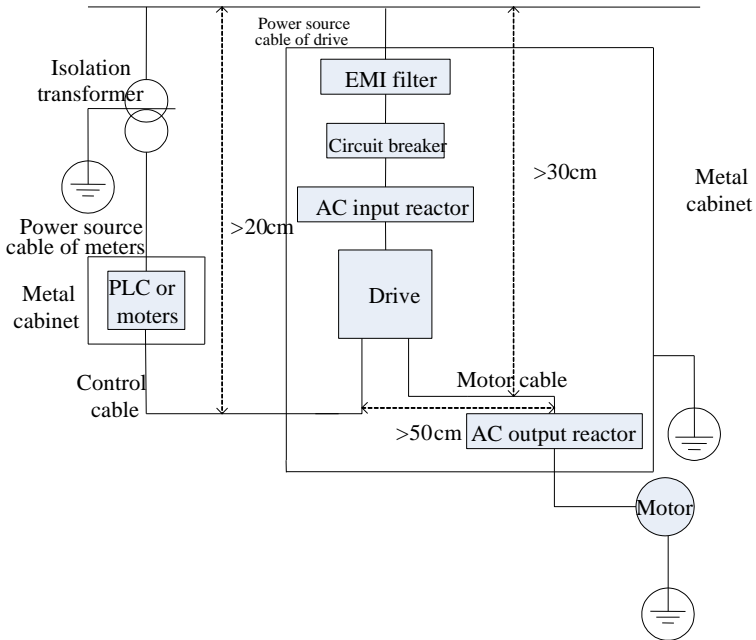 Power source
cable of drive
Isolation
transformer
EMI filter
Circuit breaker
AC input reactor
>30cm
Metal
cabinet
Power source
cable of meters
>20cm
Metal
cabinet
PLC or
moters
Drive
Control
cable
Motor cable
>50cm
AC output reactor
Motor